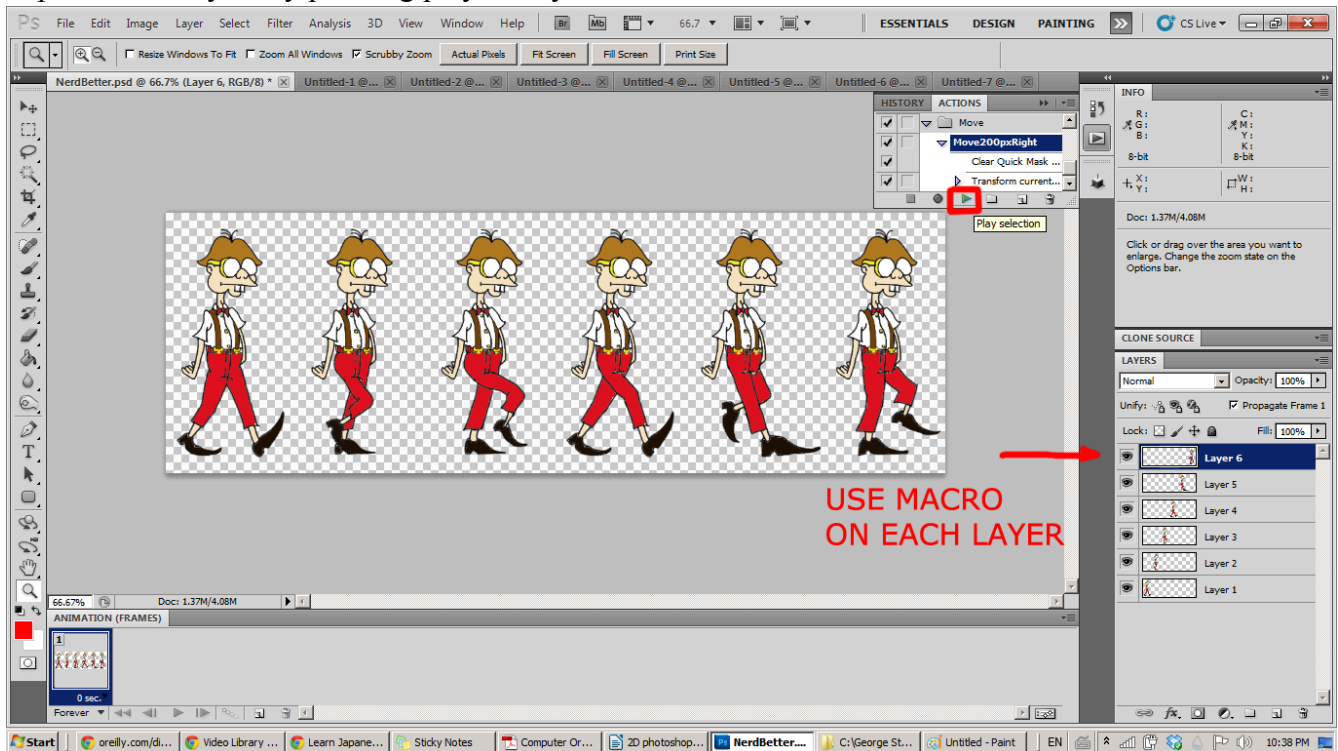 Ps File Edit Image Layer Select Filter Analysis 3D View Window Help Br Mb 66.7 ESSENTIALS DESIGN PAINTING CS Live
Resize Windows To Fit Zoom All Windows Scrubby Zoom Actual Pixels Fit Screen Fill Screen Print Size
NerdBetter.psd @ 66.7% (Layer 6, RGB/8) * Untitled-1 @... Untitled-2 @... Untitled-3 @... Untitled-4 @... Untitled-5 @... Untitled-6 @... Untitled-7 @...
HISTORY ACTIONS
Move
Move200pxRight
Clear Quick Mask ...
Transform current...
Play selection
INFO
R: C:
G: M:
B: Y:
K:
8-bit 8-bit
X: W:
Y: H:
Doc: 1.37M/4.08M
Click or drag over the area you want to
enlarge. Change the zoom state on the
Options bar.
CLONE SOURCE
LAYERS
Normal Opacity: 100%
Unify: Propagate Frame 1
Lock: Fill: 100%
Layer 6
Layer 5
Layer 4
Layer 3
Layer 2
Layer 1
USE MACRO
ON EACH LAYER
66.67% Doc: 1.37M/4.08M
ANIMATION (FRAMES)
1
0 sec.
Forever
Start oreilly.com/di... Video Library ... Learn Japane... Sticky Notes Computer Or... 2D photoshop... NerdBetter.... C:\George St... Untitled - Paint EN 10:38 PM